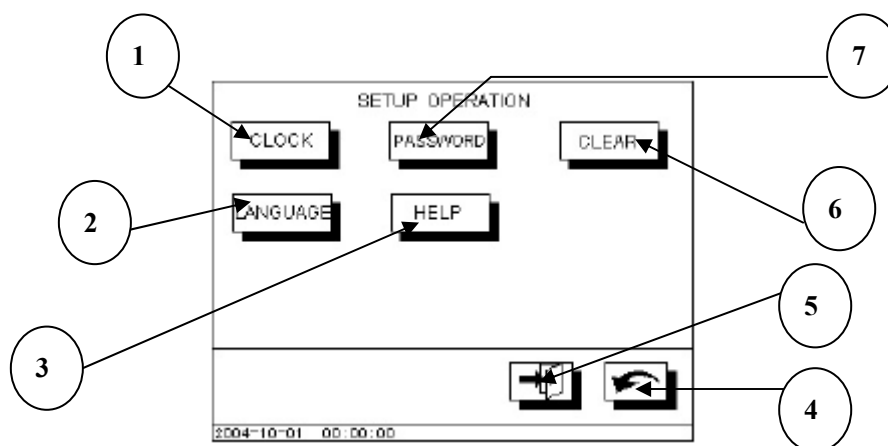 1
7
SETUP OPERATION
CLOCK PASSWORD CLEAR
2
LANGUAGE HELP
6
5
3
4
2004-10-01 00:00:00